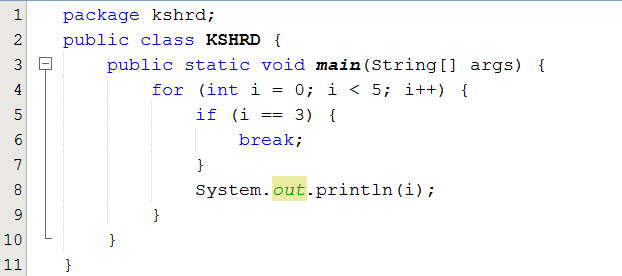 1 package kshrd;
2 public class KSHRD {
3 public static void main(String[] args) {
4 for (int i = 0; i < 5; i++) {
5 if (i == 3) {
6 break;
7 }
8 System.out.println(i);
9 }
10 }
11 }